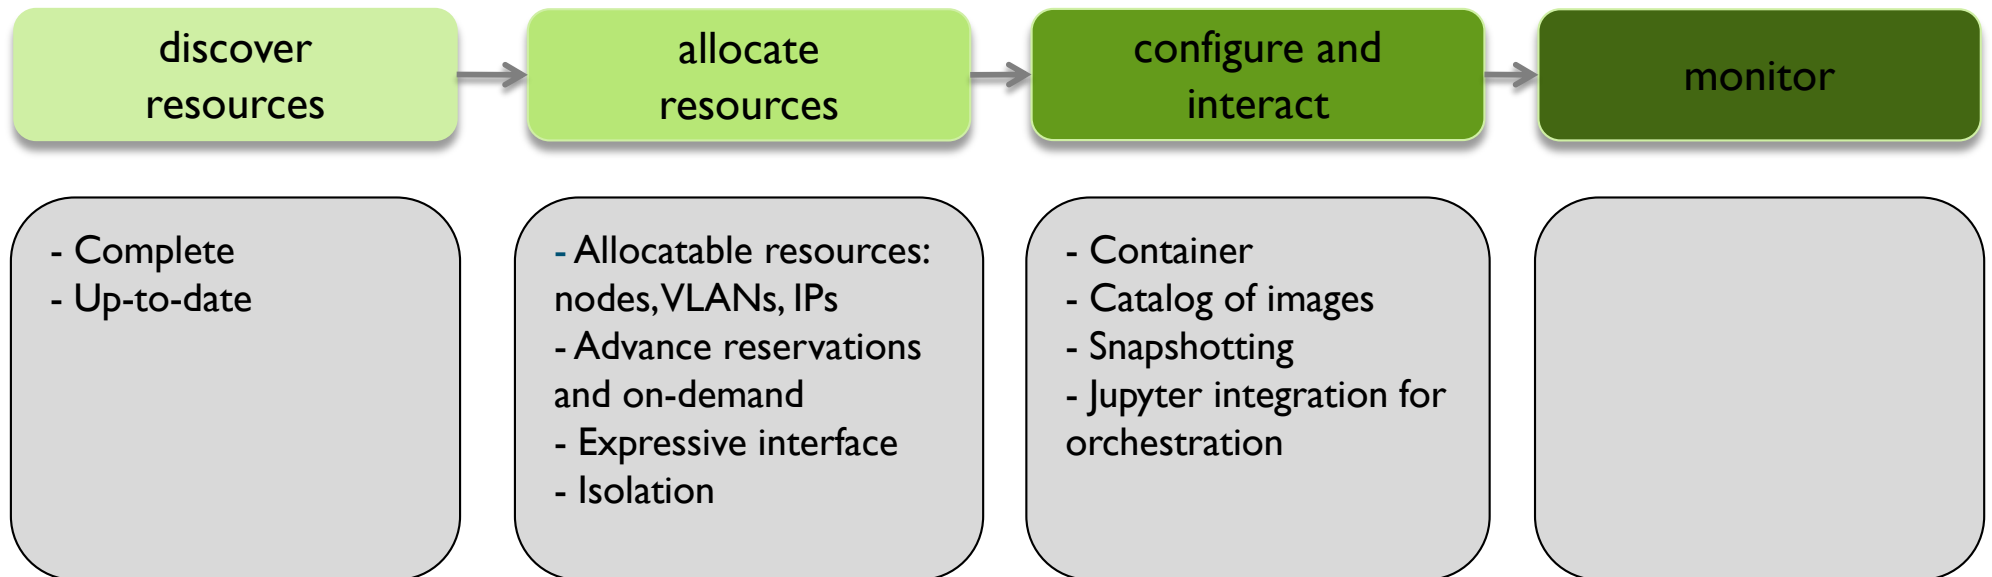 discover
resources
allocate
resources
configure and
interact
monitor
- Complete
- Up-to-date
- Allocatable resources:
nodes, VLANs, IPs
- Advance reservations
and on-demand
- Expressive interface
- Isolation
- Container
- Catalog of images
- Snapshotting
- Jupyter integration for
orchestration